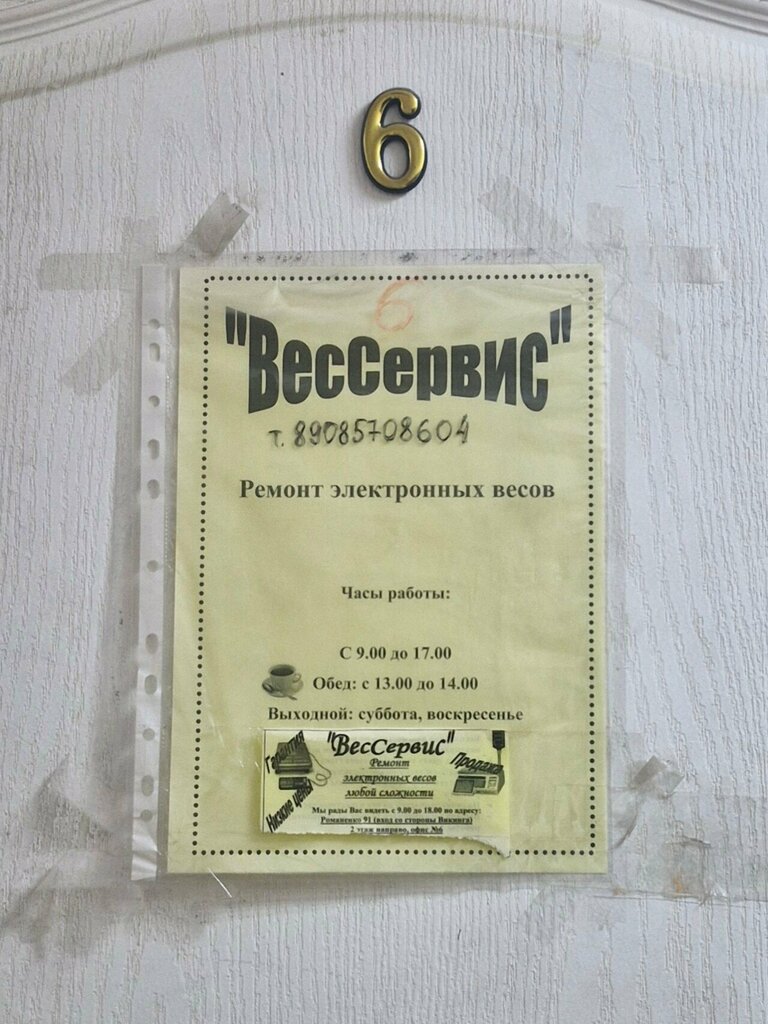 6
6
"ВесСервис"
т. 89085708604
Ремонт электронных весов
Часы работы:
С 9.00 до 17.00
Обед: с 13.00 до 14.00
Выходной: суббота, воскресенье
"ВесСервис"
Гарантия
Продажа
Ремонт
электронных весов
любой сложности
Низкие цены
Мы рады Вас видеть с 9.00 до 18.00 по адресу:
Романенко 91 (вход со стороны Викинга)
2 этаж направо, офис №6